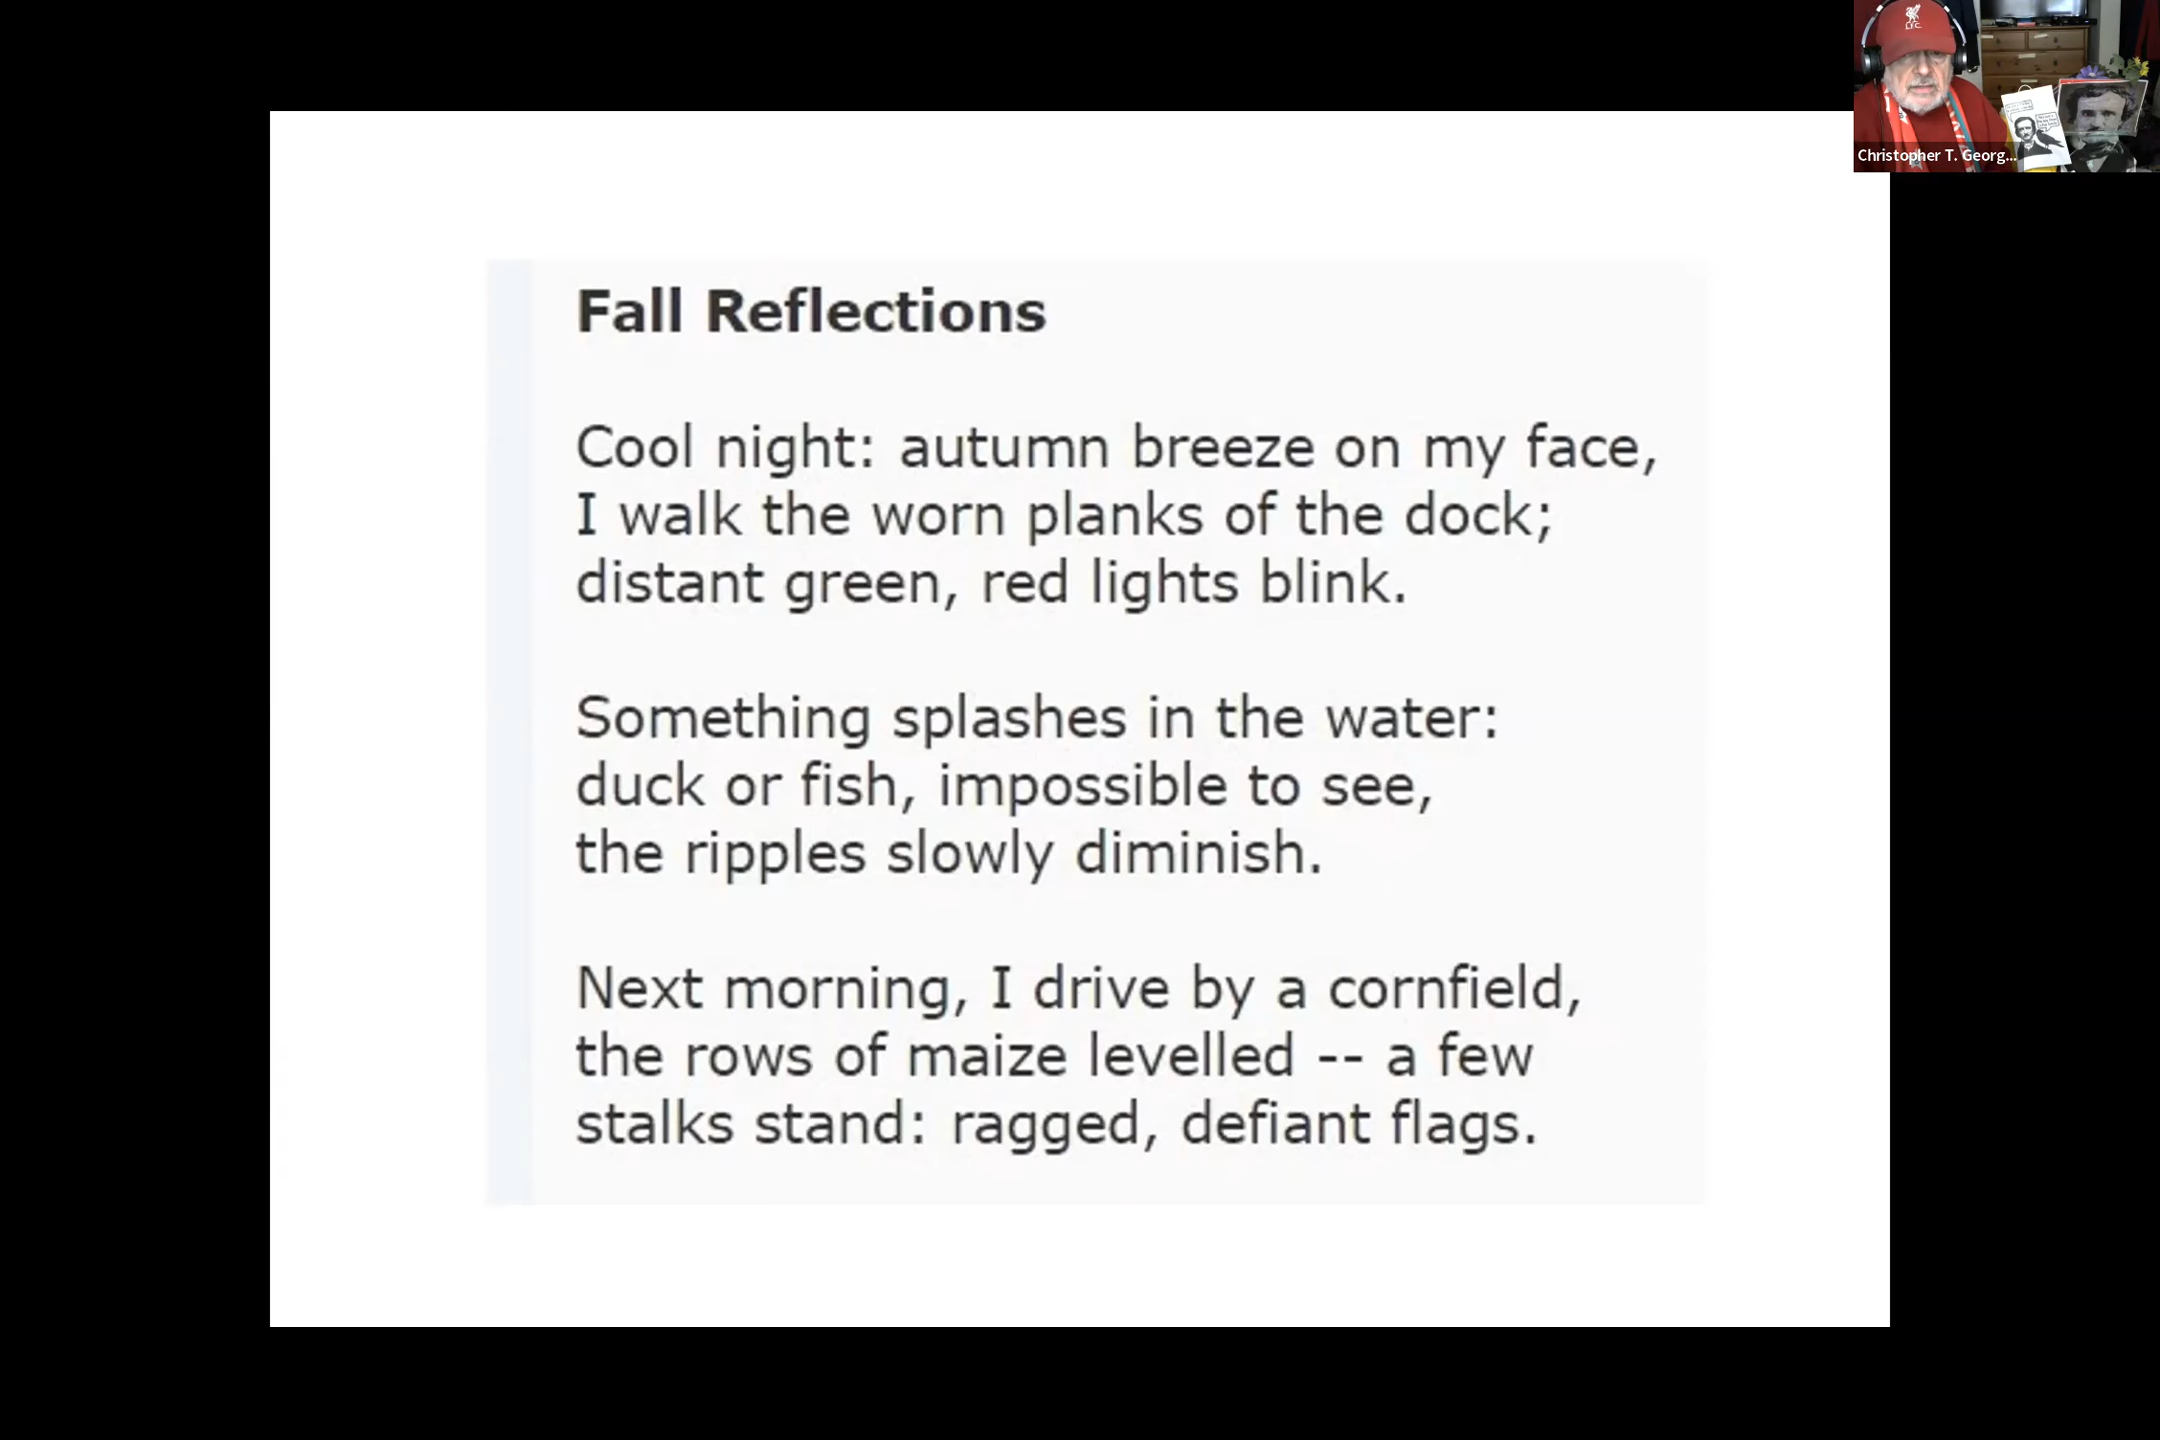 Fall Reflections
Cool night: autumn breeze on my face,
I walk the worn planks of the dock;
distant green, red lights blink.
Something splashes in the water:
duck or fish, impossible to see,
the ripples slowly diminish.
Next morning, I drive by a cornfield,
the rows of maize levelled -- a few
stalks stand: ragged, defiant flags.
L.F.C.
Christopher T. Georg...